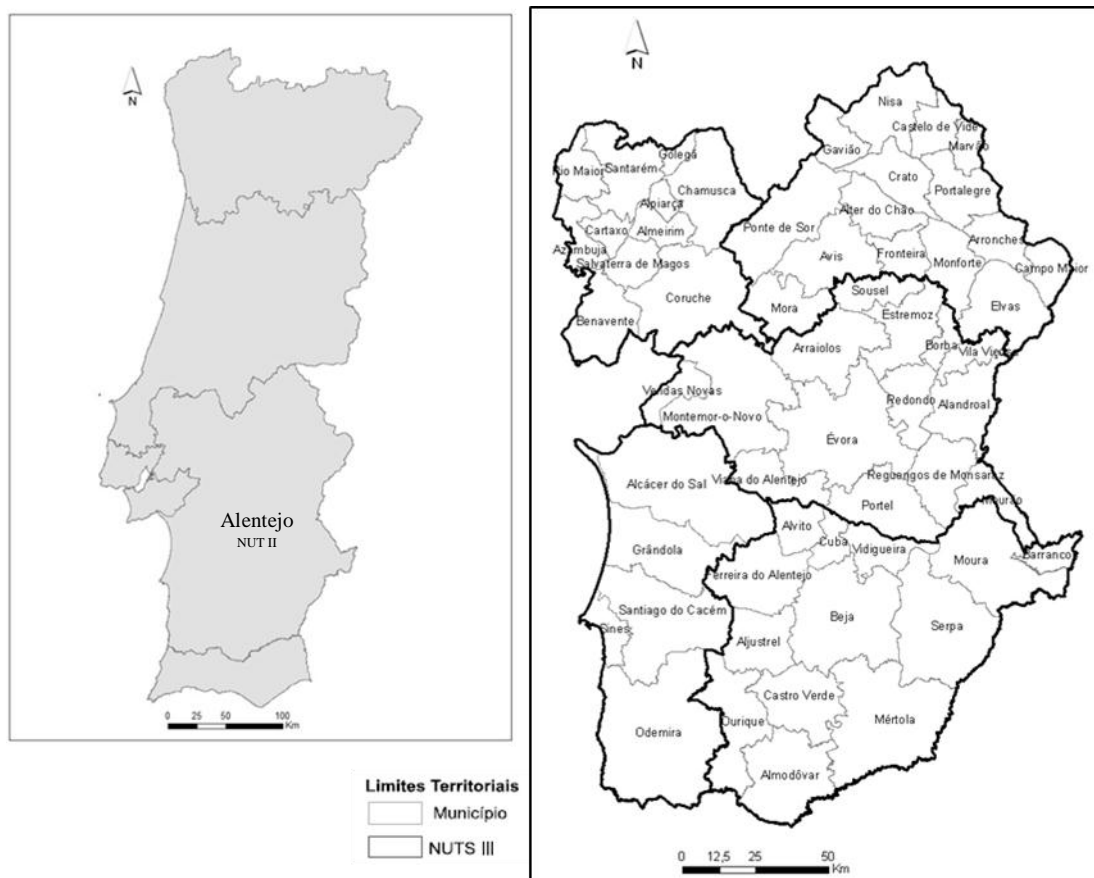 N
Alentejo
NUT II
0 25 50 100
Km
Limites Territoriais
Município
NUTS III
N
Nisa
Castelo de Vide
Marvão
Gavião
Golegã
Santarém
Rio Maior
Chamusca
Crato
Portalegre
Alpiarça
Alter do Chão
Cartaxo
Almeirim
Ponte de Sor
Arronches
Azambuja
Avis
Fronteira
Monforte
Campo Maior
Salvaterra de Magos
Coruche
Sousel
Elvas
Mora
Estremoz
Benavente
Arraiolos
Borba
Vila Viçosa
Vendas Novas
Redondo
Alandroal
Montemor-o-Novo
Évora
Reguengos de Monsaraz
Viana do Alentejo
Alcácer do Sal
Mourão
Portel
Alvito
Cuba
Vidigueira
Grândola
Moura
Barranco
Ferreira do Alentejo
Santiago do Cacém
Beja
Serpa
Sines
Aljustrel
Castro Verde
Ourique
Mértola
Odemira
Almodôvar
0 12,5 25 50
Km